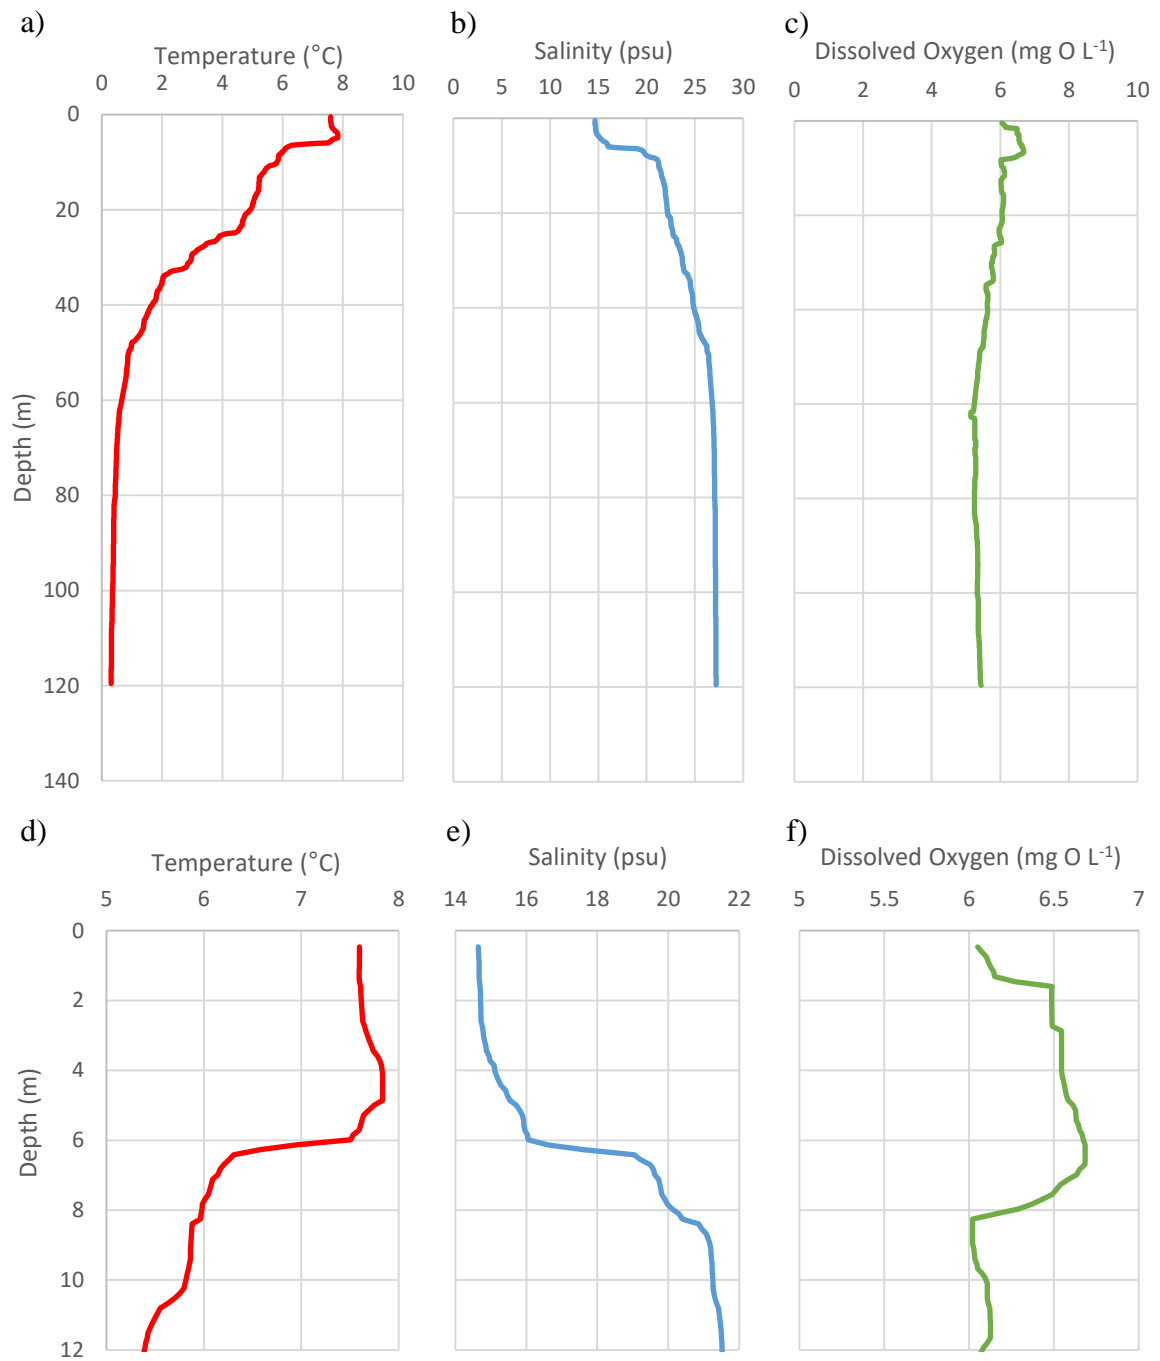 a)
Temperature (°C)
0 2 4 6 8 10
0
20
40
60
80
100
120
140
Depth (m)
b)
Salinity (psu)
0 5 10 15 20 25 30
c)
Dissolved Oxygen (mg O L-1)
0 2 4 6 8 10
d)
Temperature (°C)
5 6 7 8
0
2
4
6
8
10
12
Depth (m)
e)
Salinity (psu)
14 16 18 20 22
f)
Dissolved Oxygen (mg O L-1)
5 5.5 6 6.5 7